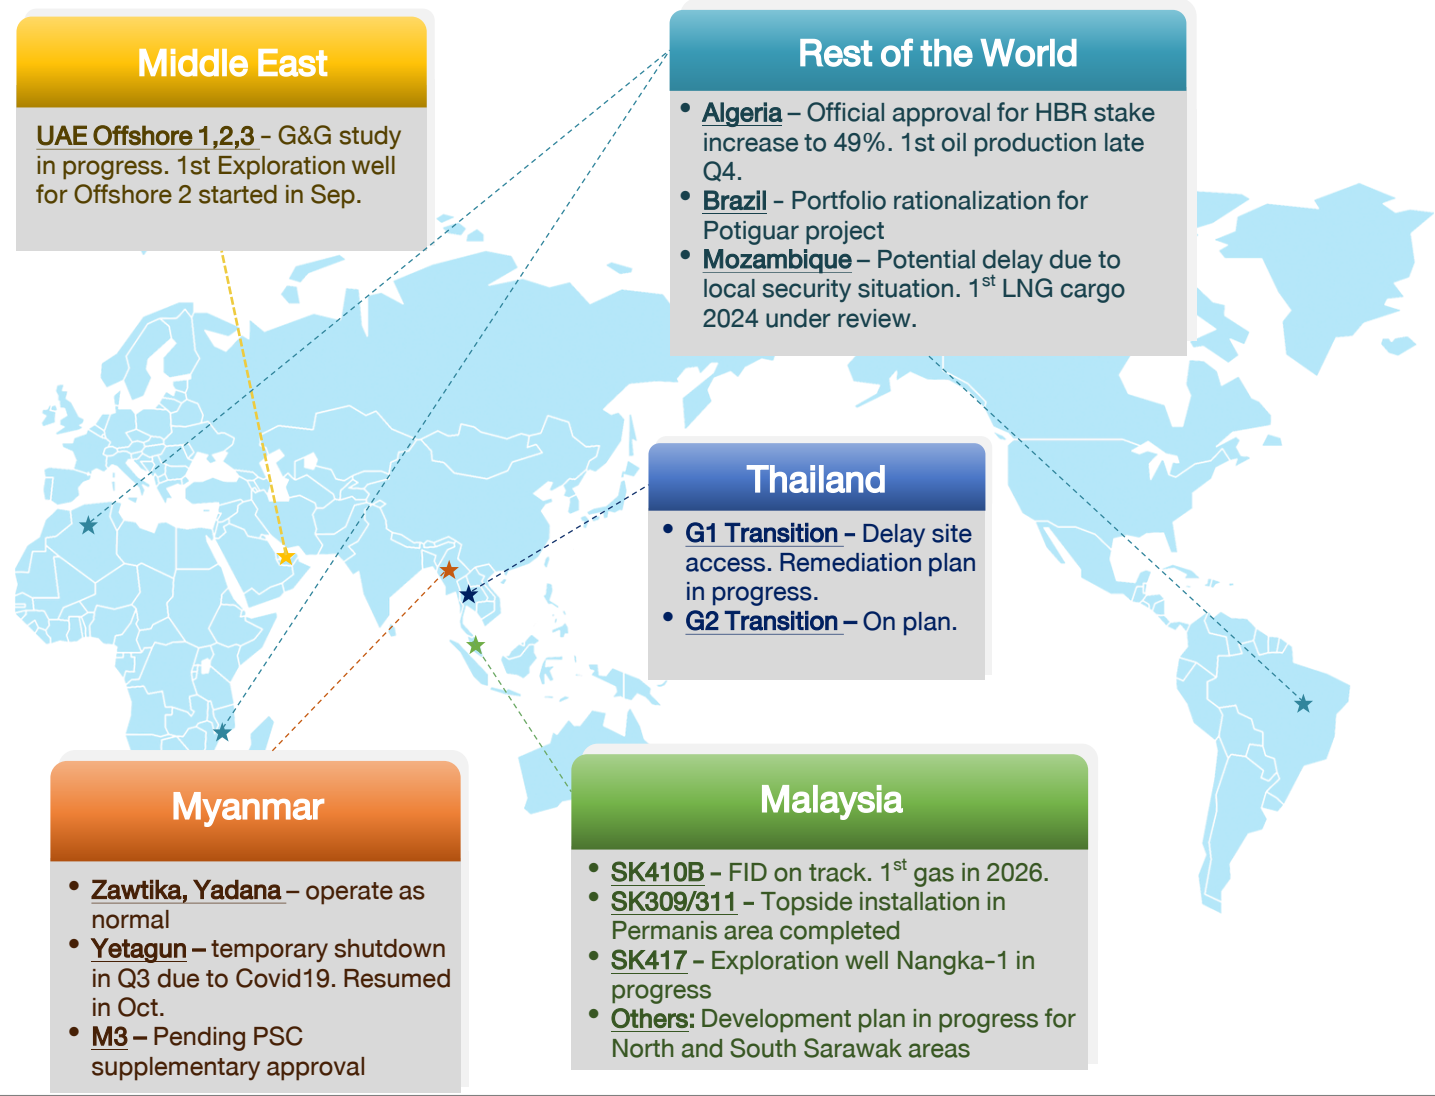 Middle East
UAE Offshore 1,2,3 - G&G study
in progress. 1st Exploration well
for Offshore 2 started in Sep.
Rest of the World
• Algeria – Official approval for HBR stake
increase to 49%. 1st oil production late
Q4.
• Brazil - Portfolio rationalization for
Potiguar project
• Mozambique – Potential delay due to
local security situation. 1st LNG cargo
2024 under review.
Thailand
• G1 Transition – Delay site
access. Remediation plan
in progress.
• G2 Transition – On plan.
Myanmar
• Zawtika, Yadana – operate as
normal
• Yetagun – temporary shutdown
in Q3 due to Covid19. Resumed
in Oct.
• M3 – Pending PSC
supplementary approval
Malaysia
• SK410B – FID on track. 1st gas in 2026.
• SK309/311 – Topside installation in
Permanis area completed
• SK417 – Exploration well Nangka-1 in
progress
• Others: Development plan in progress for
North and South Sarawak areas